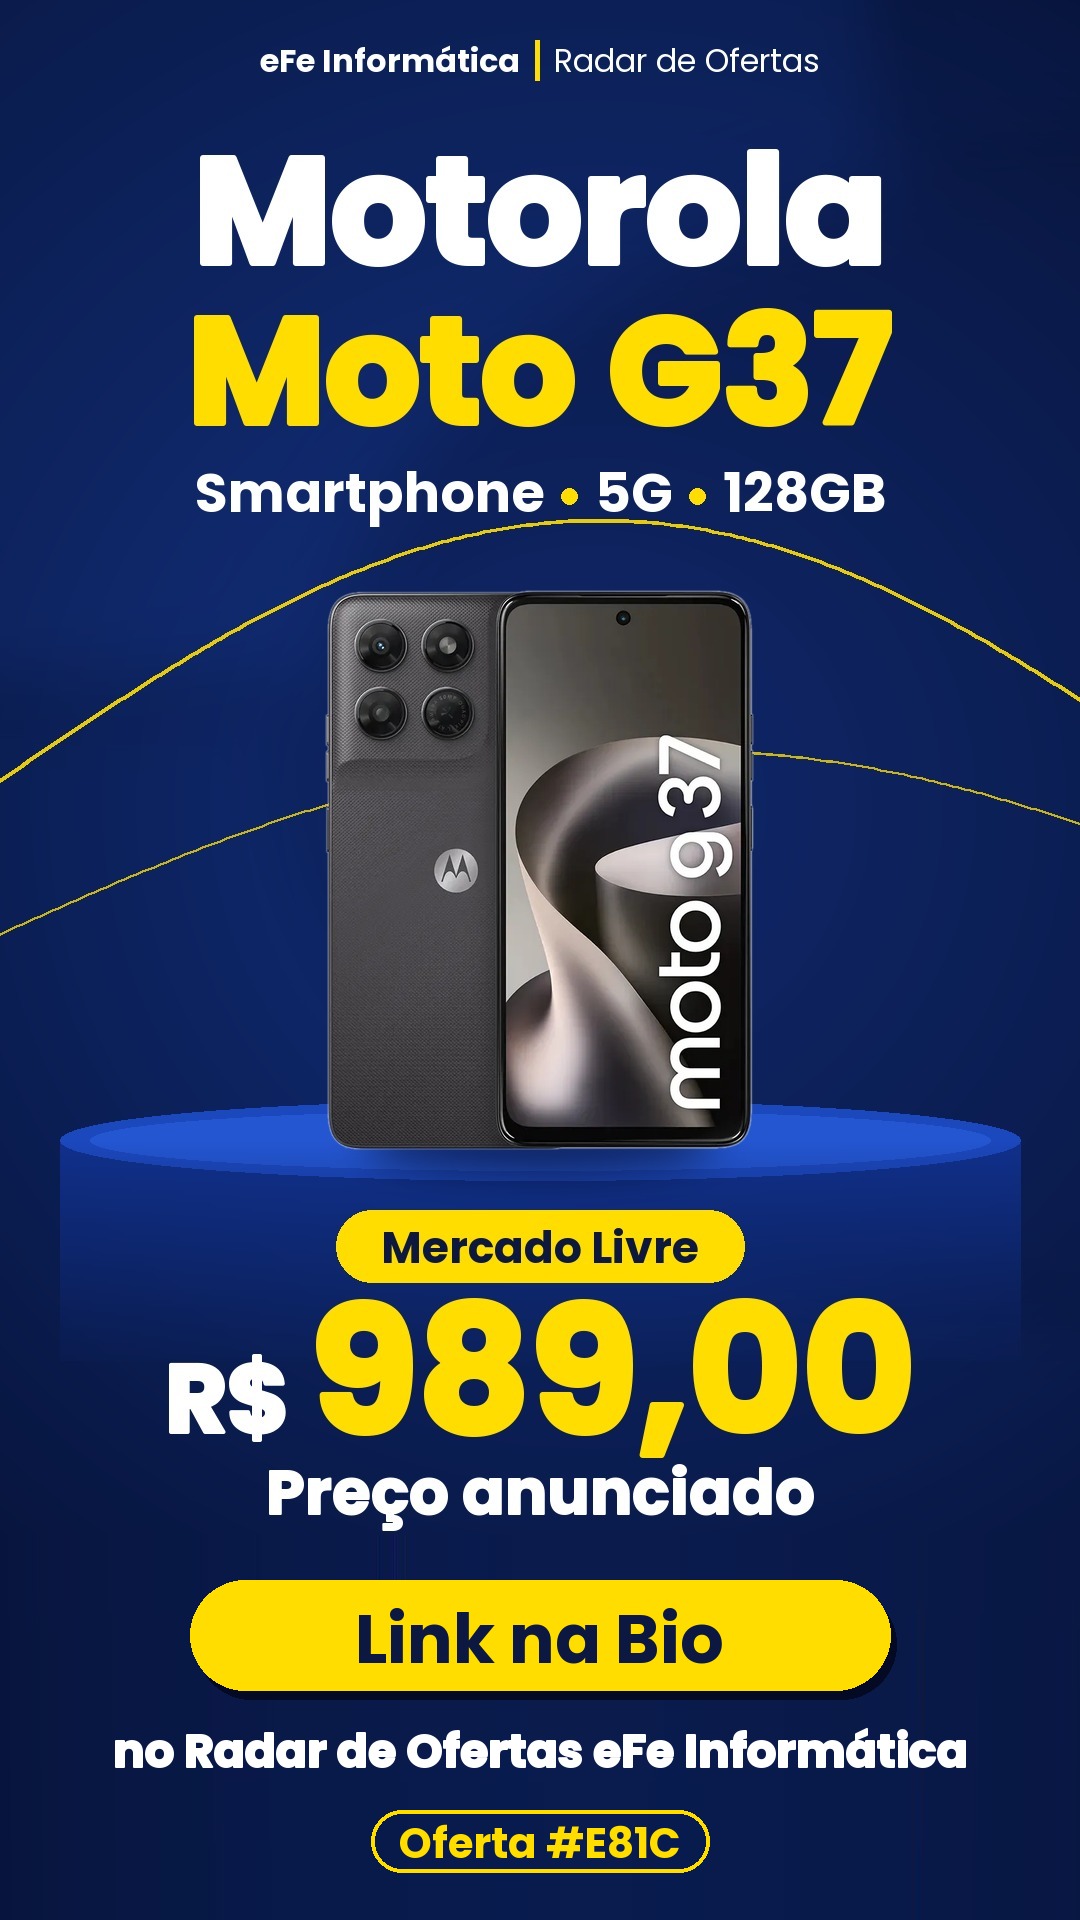 eFe Informática | Radar de Ofertas
Motorola
Moto G37
Smartphone • 5G • 128GB
moto g 37
Mercado Livre
R$ 989,00
Preço anunciado
Link na Bio
no Radar de Ofertas eFe Informática
Oferta #E81C